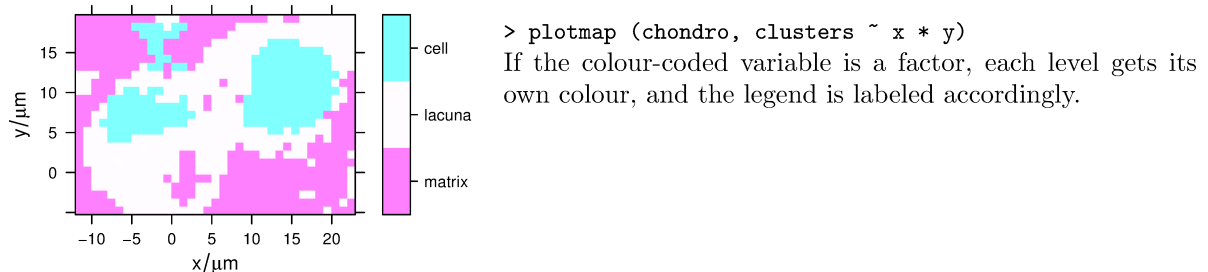 15
10
5
0
y/μm
−10 −5 0 5 10 15 20
x/μm
cell
lacuna
matrix
> plotmap (chondro, clusters ~ x * y)
If the colour-coded variable is a factor, each level gets its
own colour, and the legend is labeled accordingly.